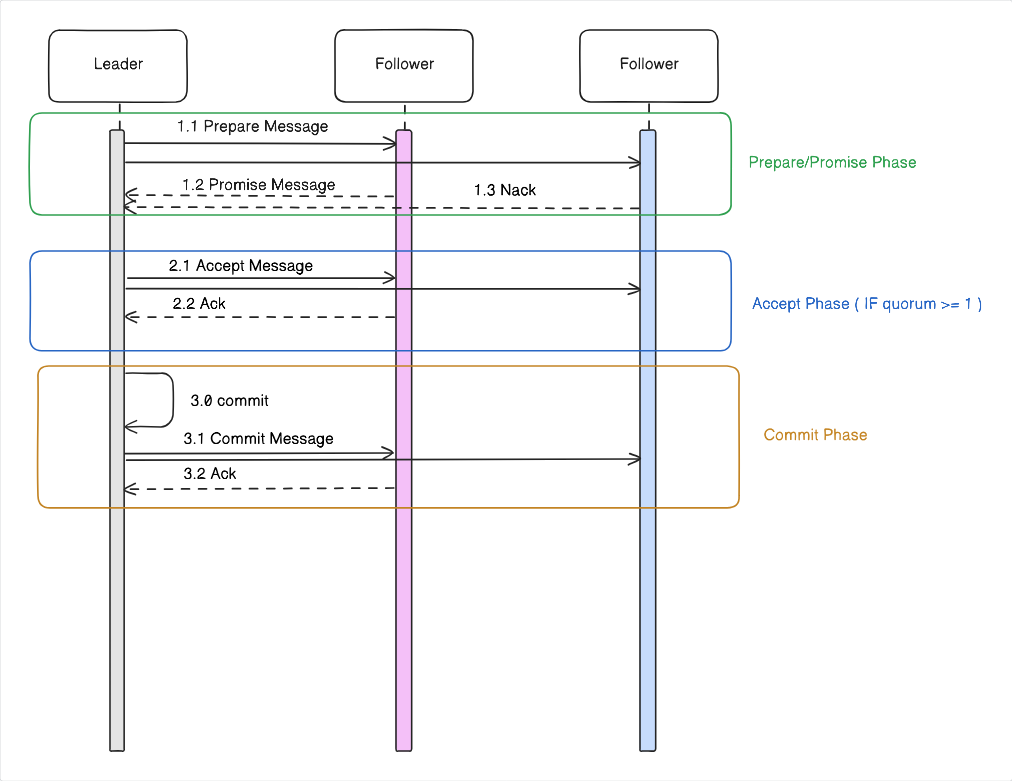 Leader
Follower
Follower
1.1 Prepare Message
Prepare/Promise Phase
1.2 Promise Message
1.3 Nack
2.1 Accept Message
2.2 Ack
Accept Phase ( IF quorum >= 1 )
3.0 commit
3.1 Commit Message
Commit Phase
3.2 Ack